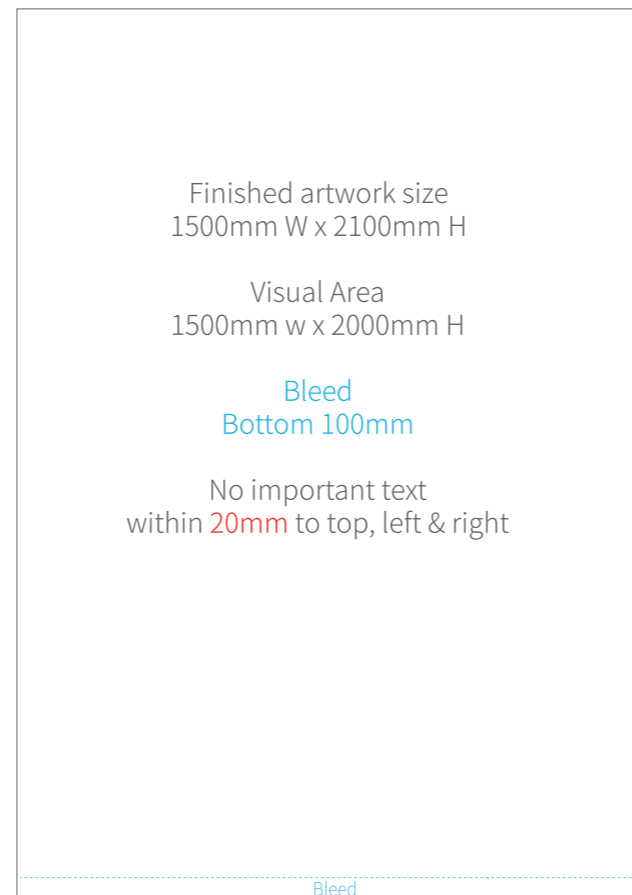 Finished artwork size
1500mm W x 2100mm H
Visual Area
1500mm w x 2000mm H
Bleed
Bottom 100mm
No important text
within 20mm to top, left & right
Bleed